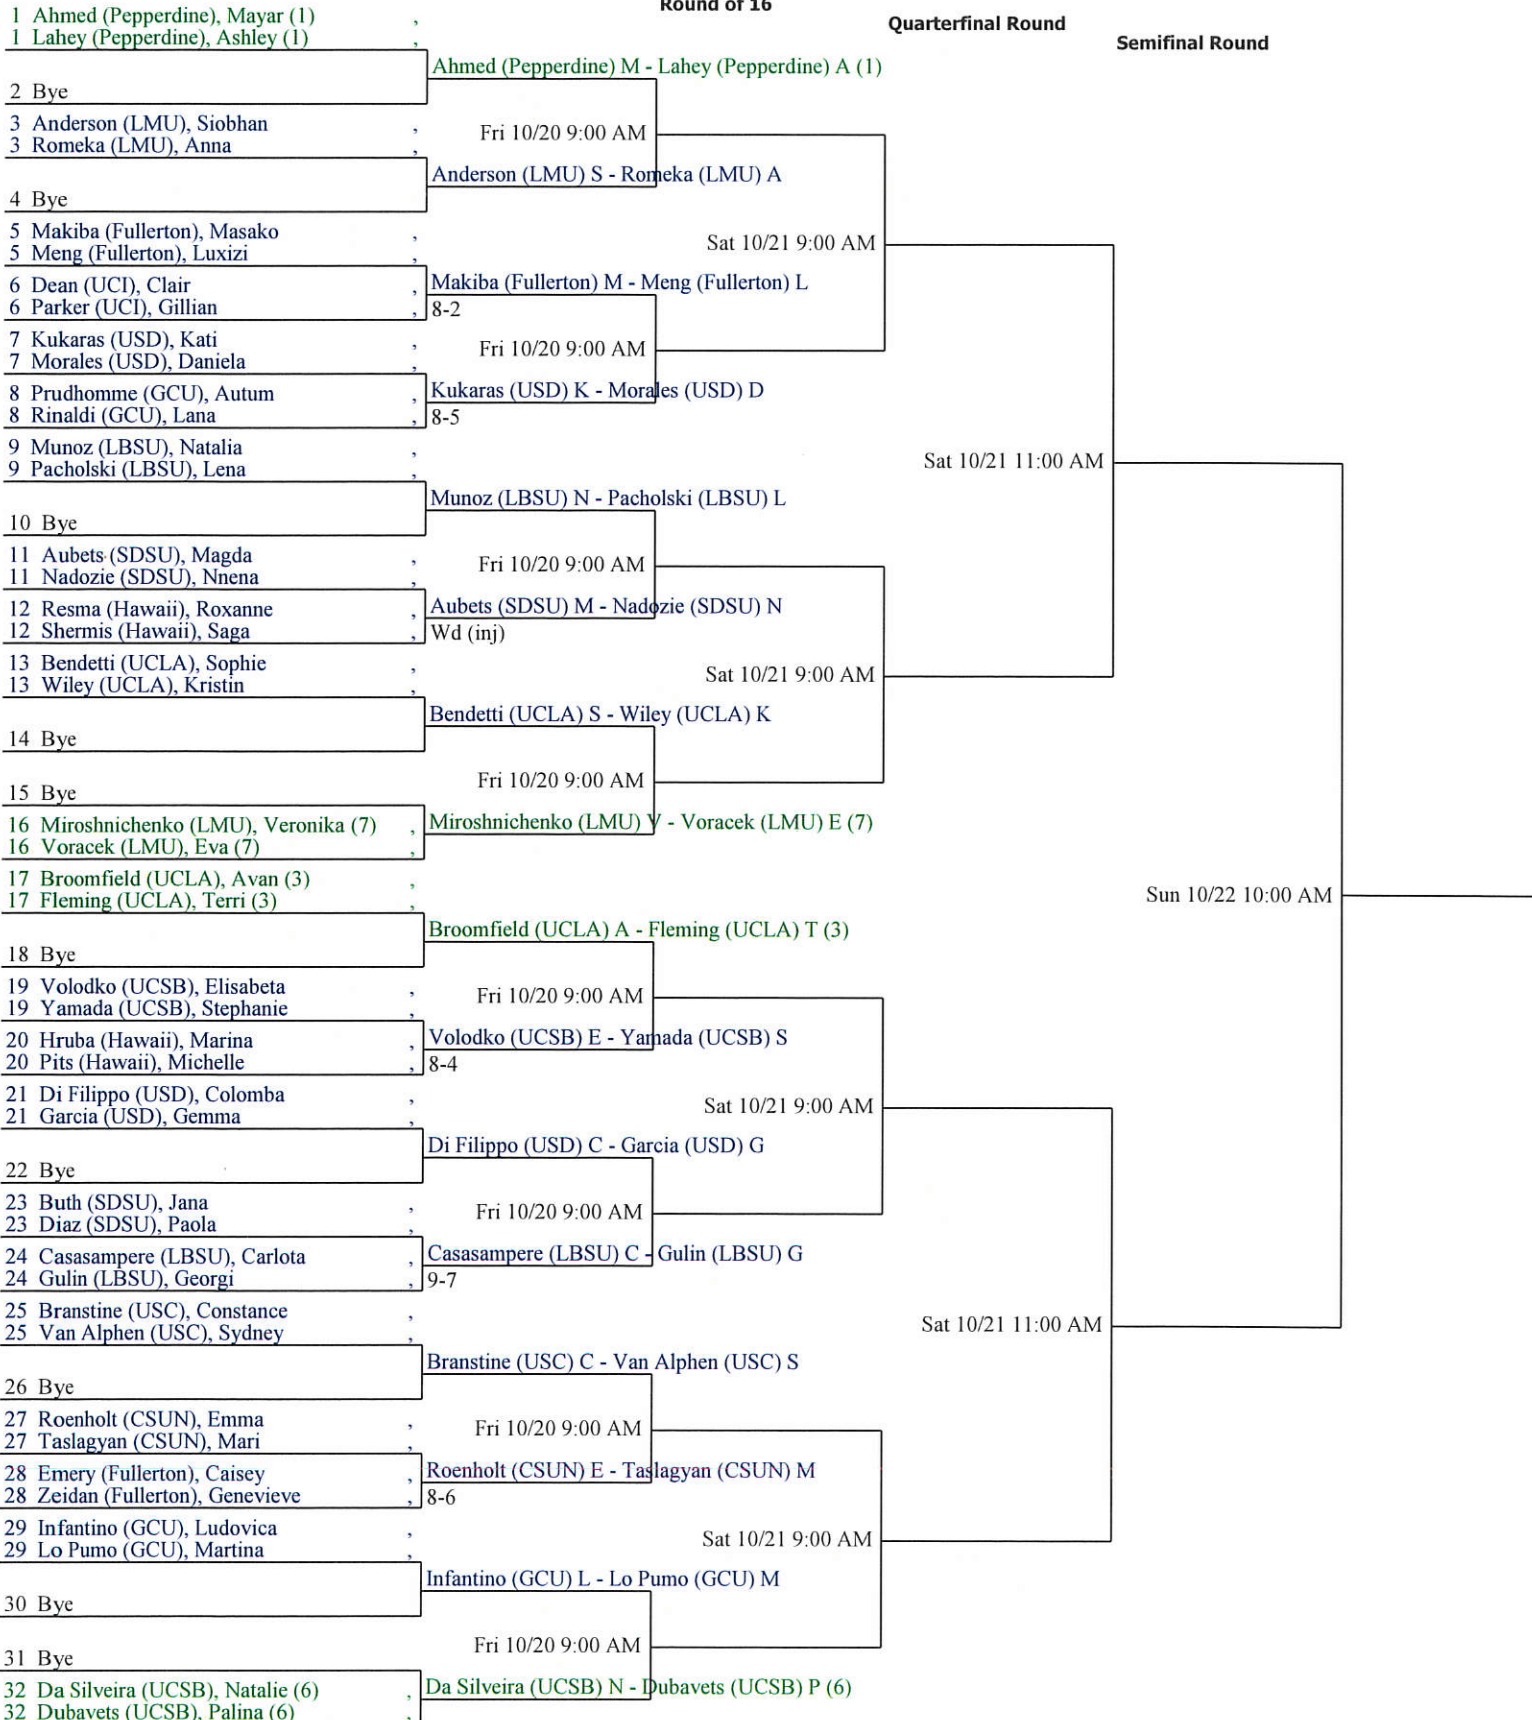 Round of 16
Quarterfinal Round
Semifinal Round
1 Ahmed (Pepperdine), Mayar (1) ,
1 Lahey (Pepperdine), Ashley (1) ,
Ahmed (Pepperdine) M - Lahey (Pepperdine) A (1)
2 Bye
3 Anderson (LMU), Siobhan ,
Fri 10/20 9:00 AM
3 Romeka (LMU), Anna ,
Anderson (LMU) S - Romeka (LMU) A
4 Bye
5 Makiba (Fullerton), Masako ,
Sat 10/21 9:00 AM
5 Meng (Fullerton), Luxizi ,
Makiba (Fullerton) M - Meng (Fullerton) L
6 Dean (UCI), Clair ,
6 Parker (UCI), Gillian ,
8-2
7 Kukaras (USD), Kati ,
Fri 10/20 9:00 AM
7 Morales (USD), Daniela ,
Kukaras (USD) K - Morales (USD) D
8 Prudhomme (GCU), Autum ,
8 Rinaldi (GCU), Lana ,
8-5
9 Munoz (LBSU), Natalia ,
Sat 10/21 11:00 AM
9 Pacholski (LBSU), Lena ,
Munoz (LBSU) N - Pacholski (LBSU) L
10 Bye
11 Aubets (SDSU), Magda ,
Fri 10/20 9:00 AM
11 Nadozie (SDSU), Nnena ,
Aubets (SDSU) M - Nadozie (SDSU) N
12 Resma (Hawaii), Roxanne ,
12 Shermis (Hawaii), Saga ,
Wd (inj)
13 Bendetti (UCLA), Sophie ,
Sat 10/21 9:00 AM
13 Wiley (UCLA), Kristin ,
Bendetti (UCLA) S - Wiley (UCLA) K
14 Bye
Fri 10/20 9:00 AM
15 Bye
16 Miroshnichenko (LMU), Veronika (7) ,
Miroshnichenko (LMU) V - Voracek (LMU) E (7)
16 Voracek (LMU), Eva (7) ,
17 Broomfield (UCLA), Avan (3) ,
Sun 10/22 10:00 AM
17 Fleming (UCLA), Terri (3) ,
Broomfield (UCLA) A - Fleming (UCLA) T (3)
18 Bye
19 Volodko (UCSB), Elisabeta ,
Fri 10/20 9:00 AM
19 Yamada (UCSB), Stephanie ,
Volodko (UCSB) E - Yamada (UCSB) S
20 Hruba (Hawaii), Marina ,
20 Pits (Hawaii), Michelle ,
8-4
21 Di Filippo (USD), Colomba ,
Sat 10/21 9:00 AM
21 Garcia (USD), Gemma ,
Di Filippo (USD) C - Garcia (USD) G
22 Bye
23 Buth (SDSU), Jana ,
Fri 10/20 9:00 AM
23 Diaz (SDSU), Paola ,
Casasampere (LBSU) C - Gulin (LBSU) G
24 Casasampere (LBSU), Carlota ,
24 Gulin (LBSU), Georgi ,
9-7
25 Branstine (USC), Constance ,
Sat 10/21 11:00 AM
25 Van Alphen (USC), Sydney ,
Branstine (USC) C - Van Alphen (USC) S
26 Bye
27 Roenholt (CSUN), Emma ,
Fri 10/20 9:00 AM
27 Taslagyan (CSUN), Mari ,
Roenholt (CSUN) E - Taslagyan (CSUN) M
28 Emery (Fullerton), Caisey ,
28 Zeidan (Fullerton), Genevieve ,
8-6
29 Infantino (GCU), Ludovica ,
Sat 10/21 9:00 AM
29 Lo Pumo (GCU), Martina ,
Infantino (GCU) L - Lo Pumo (GCU) M
30 Bye
Fri 10/20 9:00 AM
31 Bye
Da Silveira (UCSB) N - Dubavets (UCSB) P (6)
32 Da Silveira (UCSB), Natalie (6) ,
32 Dubavets (UCSB), Palina (6) ,